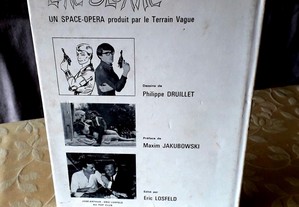 UN SPACE-OPERA produit par le Terrain Vague
Dessins de
Philippe DRUILLET
Préface de
Maxim JAKUBOWSKI
Edité par
Eric LOSFELD